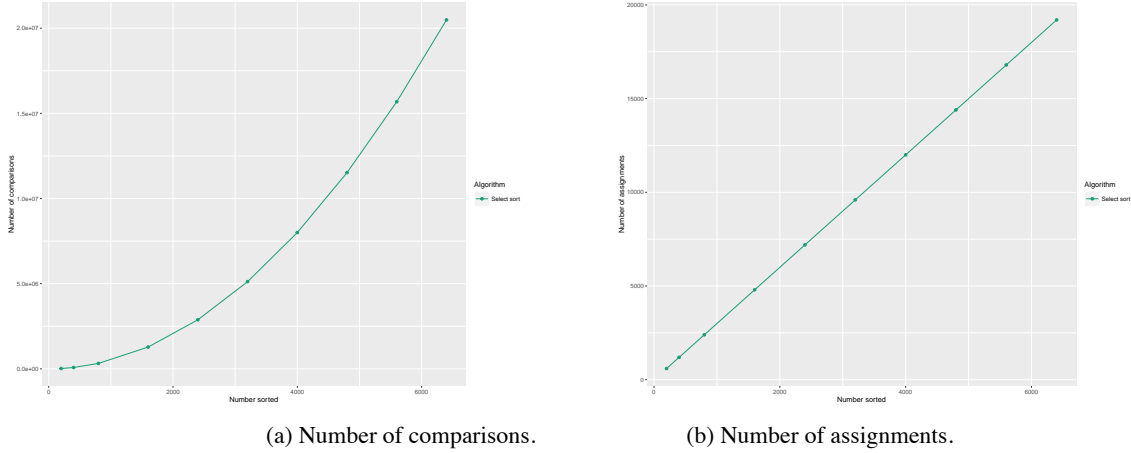 2.0e+07
1.5e+07
1.0e+07
5.0e+06
0.0e+00
Number of comparisons
0
2000
4000
6000
Number sorted
Algorithm
Select sort
20000
15000
10000
5000
0
Number of assignments
0
2000
4000
6000
Number sorted
Algorithm
Select sort
(a) Number of comparisons.
(b) Number of assignments.